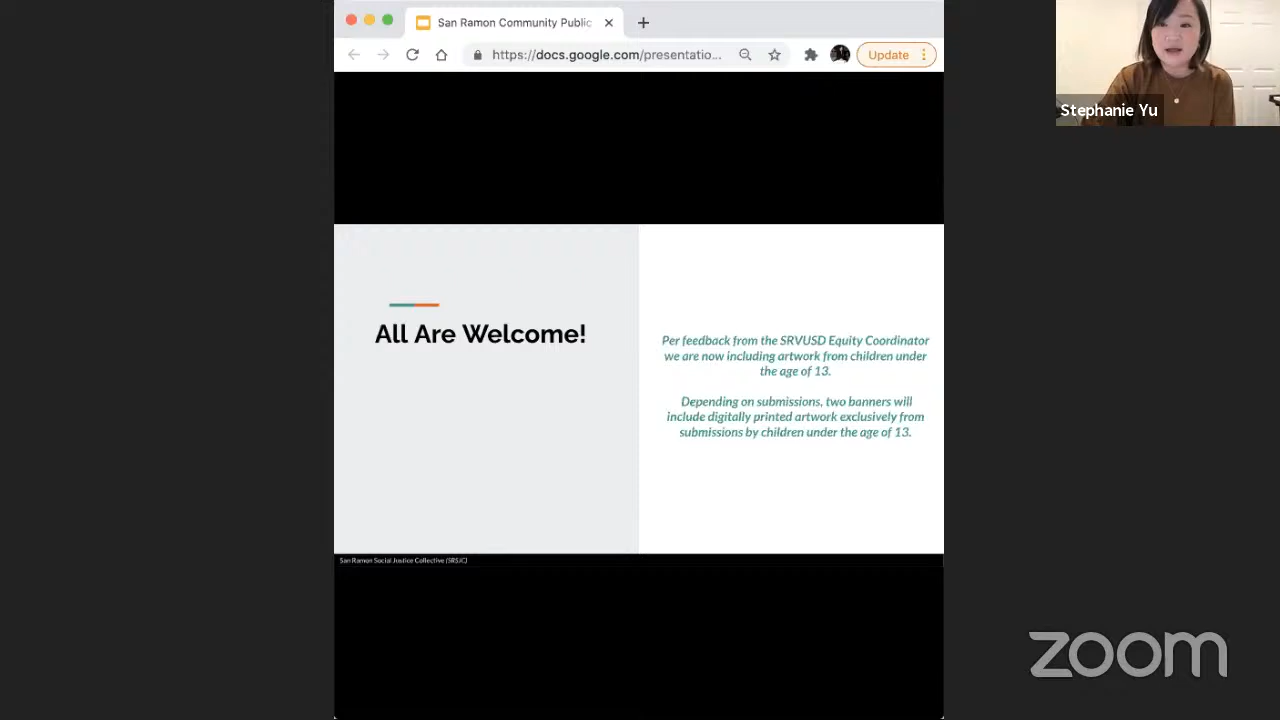 San Ramon Community Public
https://docs.google.com/presentatio...
Update
Stephanie Yu
All Are Welcome!
Per feedback from the SRVUSD Equity Coordinator
we are now including artwork from children under
the age of 13.
Depending on submissions, two banners will
include digitally printed artwork exclusively from
submissions by children under the age of 13.
San Ramon Social Justice Collective (SRSJC)
zoom